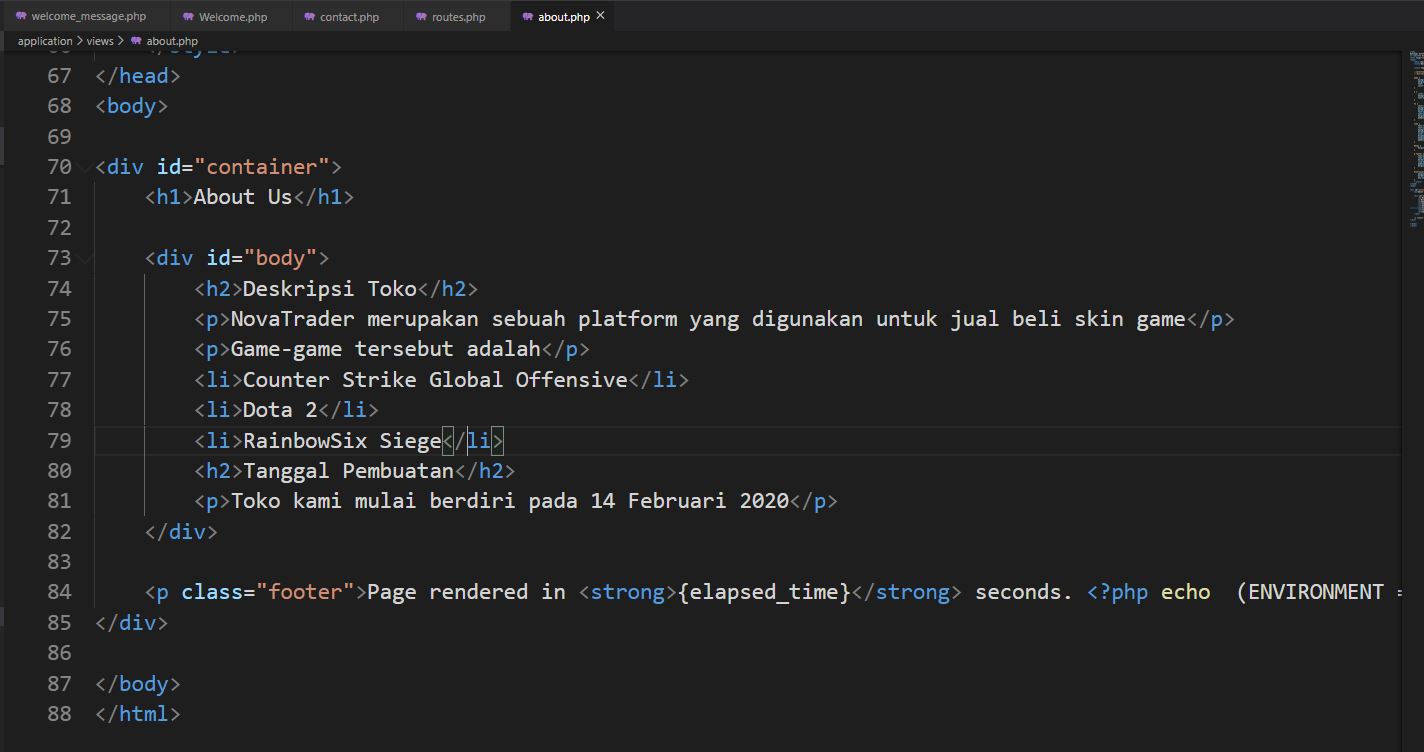 welcome_message.php Welcome.php contact.php routes.php about.php ×
application > views > about.php
67 </head>
68 <body>
69
70 <div id="container">
71 <h1>About Us</h1>
72
73 <div id="body">
74 <h2>Deskripsi Toko</h2>
75 <p>NovaTrader merupakan sebuah platform yang digunakan untuk jual beli skin game</p>
76 <p>Game-game tersebut adalah</p>
77 <li>Counter Strike Global Offensive</li>
78 <li>Dota 2</li>
79 <li>RainbowSix Siege</li>
80 <h2>Tanggal Pembuatan</h2>
81 <p>Toko kami mulai berdiri pada 14 Februari 2020</p>
82 </div>
83
84 <p class="footer">Page rendered in <strong>{elapsed_time}</strong> seconds. <?php echo (ENVIRONMENT =
85 </div>
86
87 </body>
88 </html>